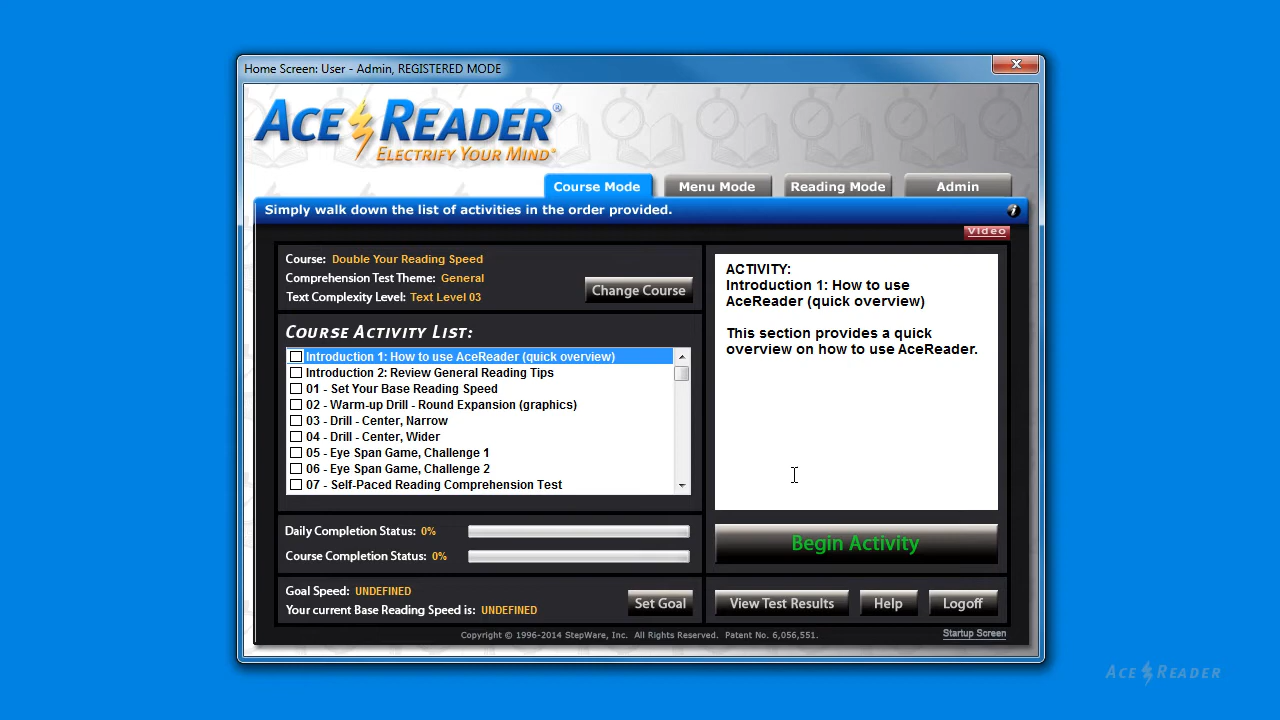 Home Screen: User - Admin, REGISTERED MODE
ACE READER®
ELECTRIFY YOUR MIND®
Course Mode
Menu Mode
Reading Mode
Admin
Simply walk down the list of activities in the order provided.
i
Video
Course: Double Your Reading Speed
Comprehension Test Theme: General
Text Complexity Level: Text Level 03
Change Course
COURSE ACTIVITY LIST:
Introduction 1: How to use AceReader (quick overview)
Introduction 2: Review General Reading Tips
01 - Set Your Base Reading Speed
02 - Warm-up Drill - Round Expansion (graphics)
03 - Drill - Center, Narrow
04 - Drill - Center, Wider
05 - Eye Span Game, Challenge 1
06 - Eye Span Game, Challenge 2
07 - Self-Paced Reading Comprehension Test
ACTIVITY:
Introduction 1: How to use
AceReader (quick overview)
This section provides a quick
overview on how to use AceReader.
Daily Completion Status: 0%
Course Completion Status: 0%
Begin Activity
Goal Speed: UNDEFINED
Your current Base Reading Speed is: UNDEFINED
Set Goal
View Test Results
Help
Logoff
Copyright © 1996-2014 StepWare, Inc. All Rights Reserved. Patent No. 6,056,551.
Startup Screen
ACE READER